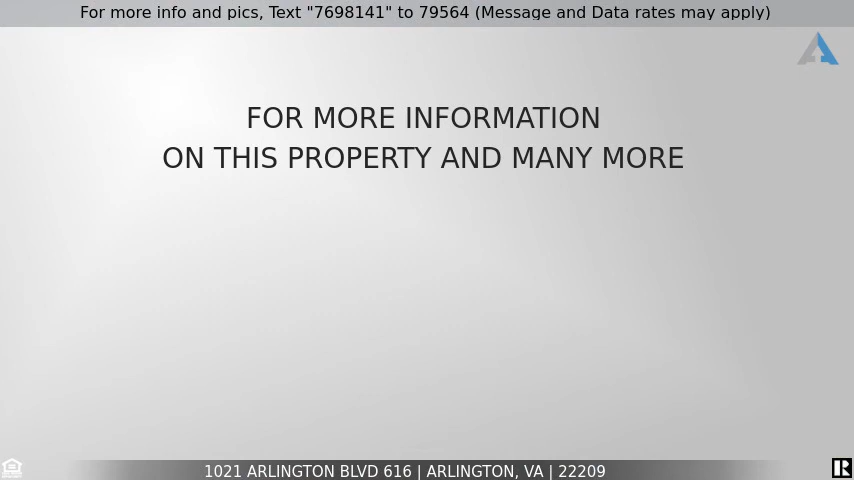 For more info and pics, Text "7698141" to 79564 (Message and Data rates may apply)
FOR MORE INFORMATION
ON THIS PROPERTY AND MANY MORE
1021 ARLINGTON BLVD 616 | ARLINGTON, VA | 22209